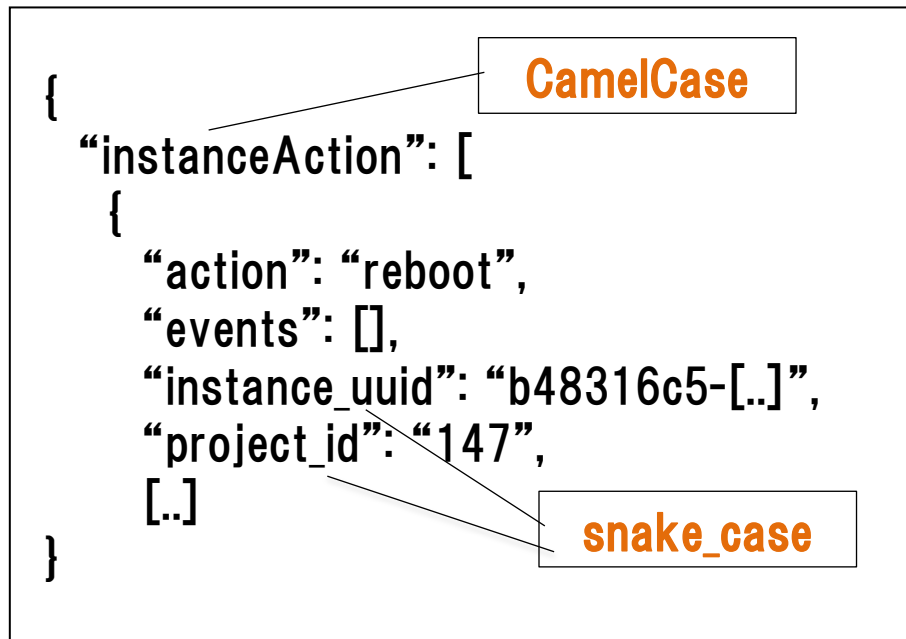 CamelCase
{
“instanceAction”: [
{
“action”: “reboot”,
“events”: [],
“instance_uuid”: “b48316c5-[..]”,
“project_id”: “147”,
[..]
snake_case
}